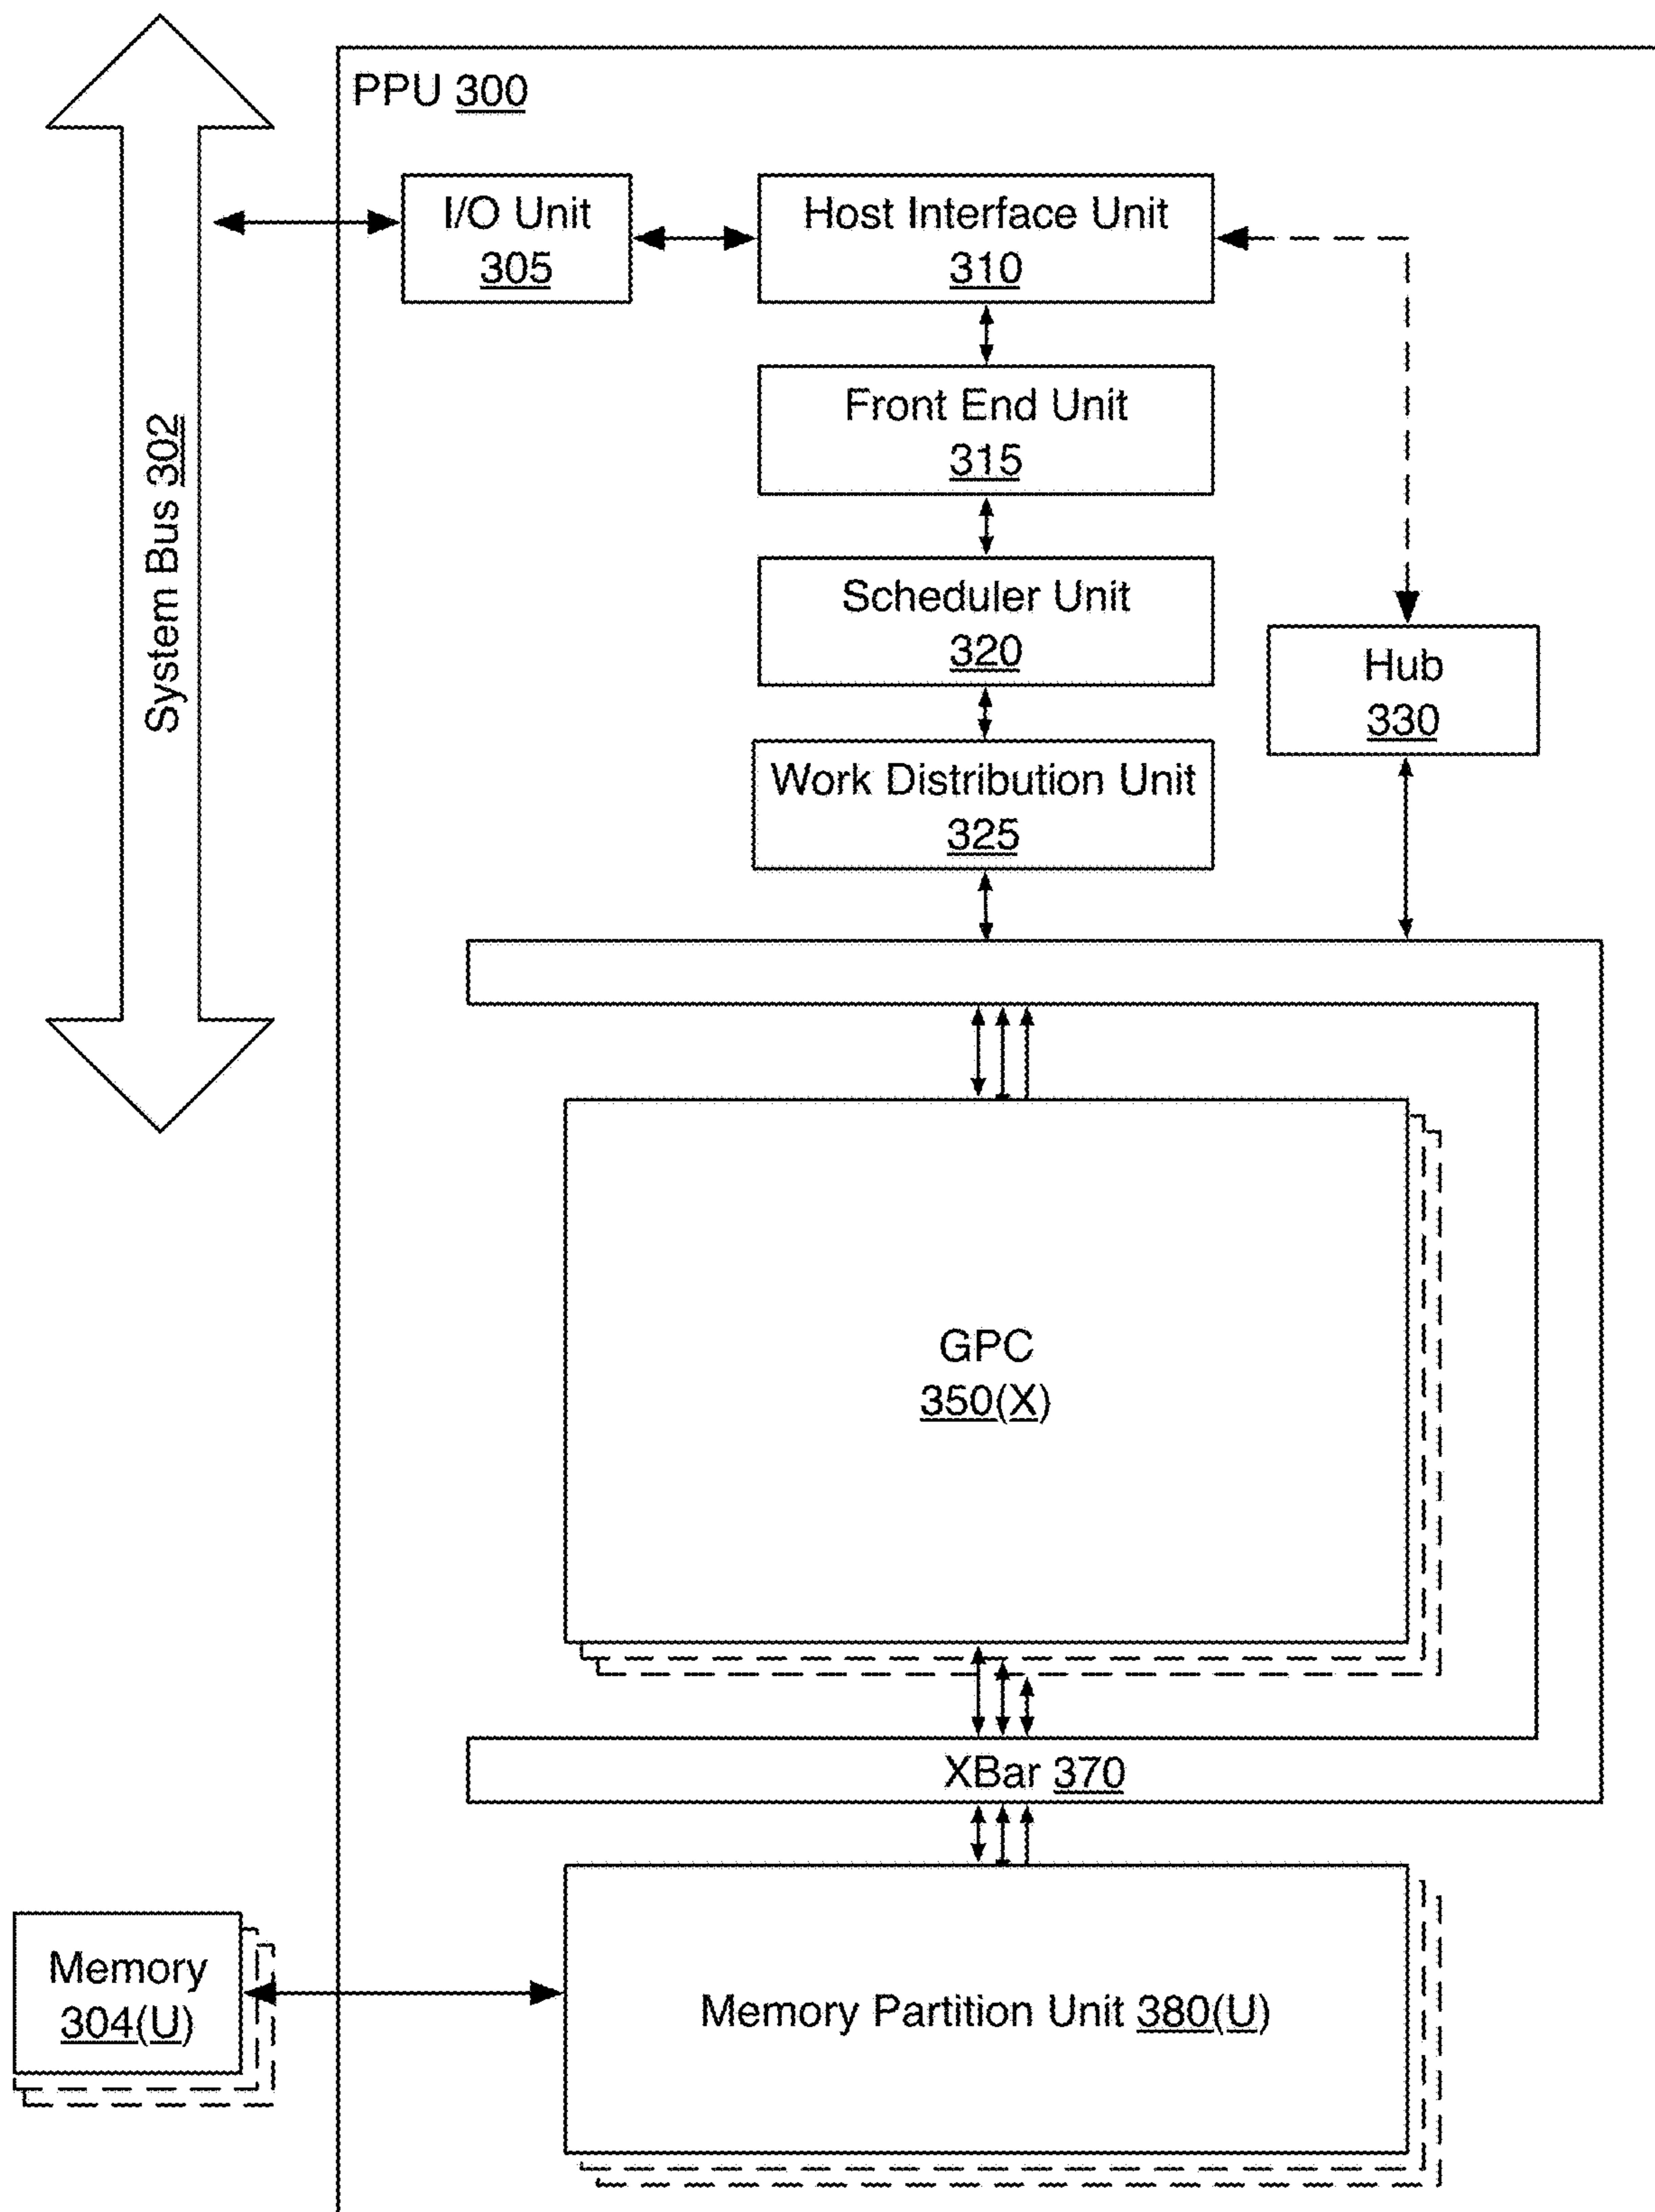 PPU 300
I/O Unit
305
Host Interface Unit
310
Front End Unit
315
System Bus 302
Scheduler Unit
320
Hub
330
Work Distribution Unit
325
GPC
350(X)
XBar 370
Memory
304(U)
Memory Partition Unit 380(U)